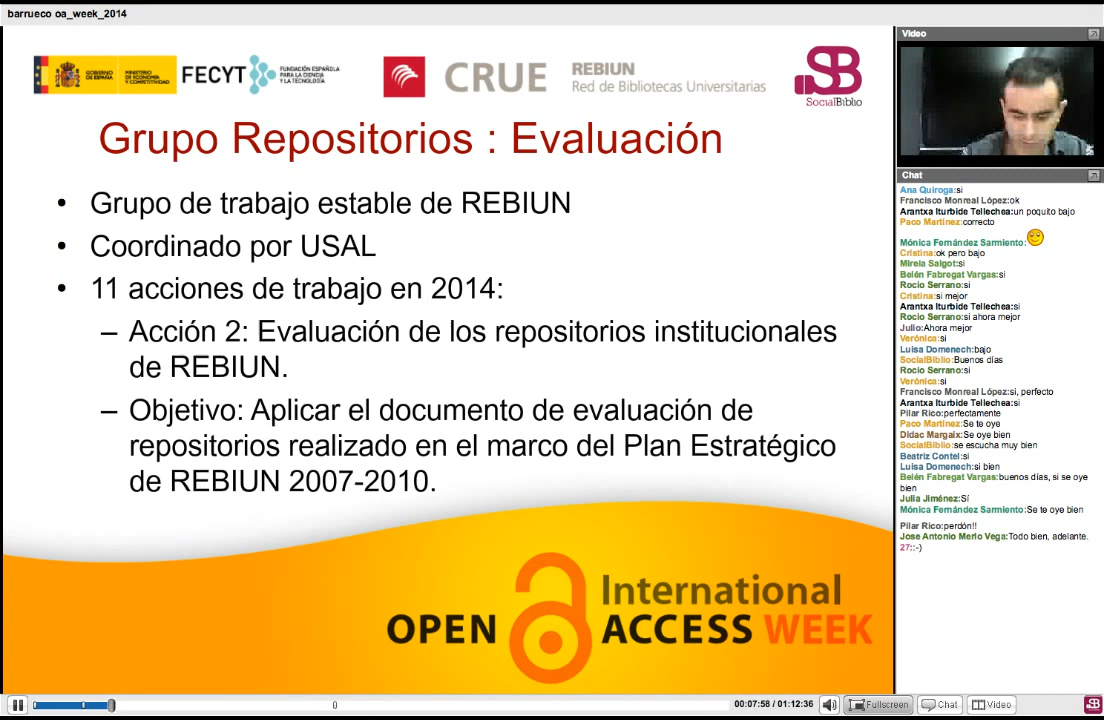 barrueco oa_week_2014
GOBIERNO
DE ESPAÑA
MINISTERIO
DE ECONOMÍA
Y COMPETITIVIDAD
FECYT
FUNDACIÓN ESPAÑOLA
PARA LA CIENCIA
Y LA TECNOLOGÍA
CRUE
REBIUN
Red de Bibliotecas Universitarias
SB
SocialBiblio
Grupo Repositorios : Evaluación
• Grupo de trabajo estable de REBIUN
• Coordinado por USAL
• 11 acciones de trabajo en 2014:
– Acción 2: Evaluación de los repositorios institucionales
de REBIUN.
– Objetivo: Aplicar el documento de evaluación de
repositorios realizado en el marco del Plan Estratégico
de REBIUN 2007-2010.
International
OPEN ACCESS WEEK
Video
Chat
Ana Quiroga:si
Francisco Monreal López:ok
Arantxa Iturbide Tellechea:un poquito bajo
Paco Martínez:correcto
Mónica Fernández Sarmiento:
Cristina:ok pero bajo
Mireia Salgot:si
Belén Fabregat Vargas:si
Rocio Serrano:si
Cristina:si mejor
Arantxa Iturbide Tellechea:si
Rocio Serrano:si ahora mejor
Julio:Ahora mejor
Verónica:si
Luisa Domenech:bajo
SocialBiblio:Buenos días
Rocio Serrano:si
Verónica:si
Francisco Monreal López:si, perfecto
Arantxa Iturbide Tellechea:si
Pilar Rico:perfectamente
Paco Martínez:Se te oye
Dídac Margaix:Se oye bien
SocialBiblio:se escucha muy bien
Beatriz Contel:si
Luisa Domenech:si bien
Belén Fabregat Vargas:buenos días, si se oye
bien
Julia Jiménez:Sí
Mónica Fernández Sarmiento:Se te oye bien
Pilar Rico:perdón!!
Jose Antonio Merlo Vega:Todo bien, adelante.
27::-)
0
00:07:58 / 01:12:36
Fullscreen
Chat
Video
SB